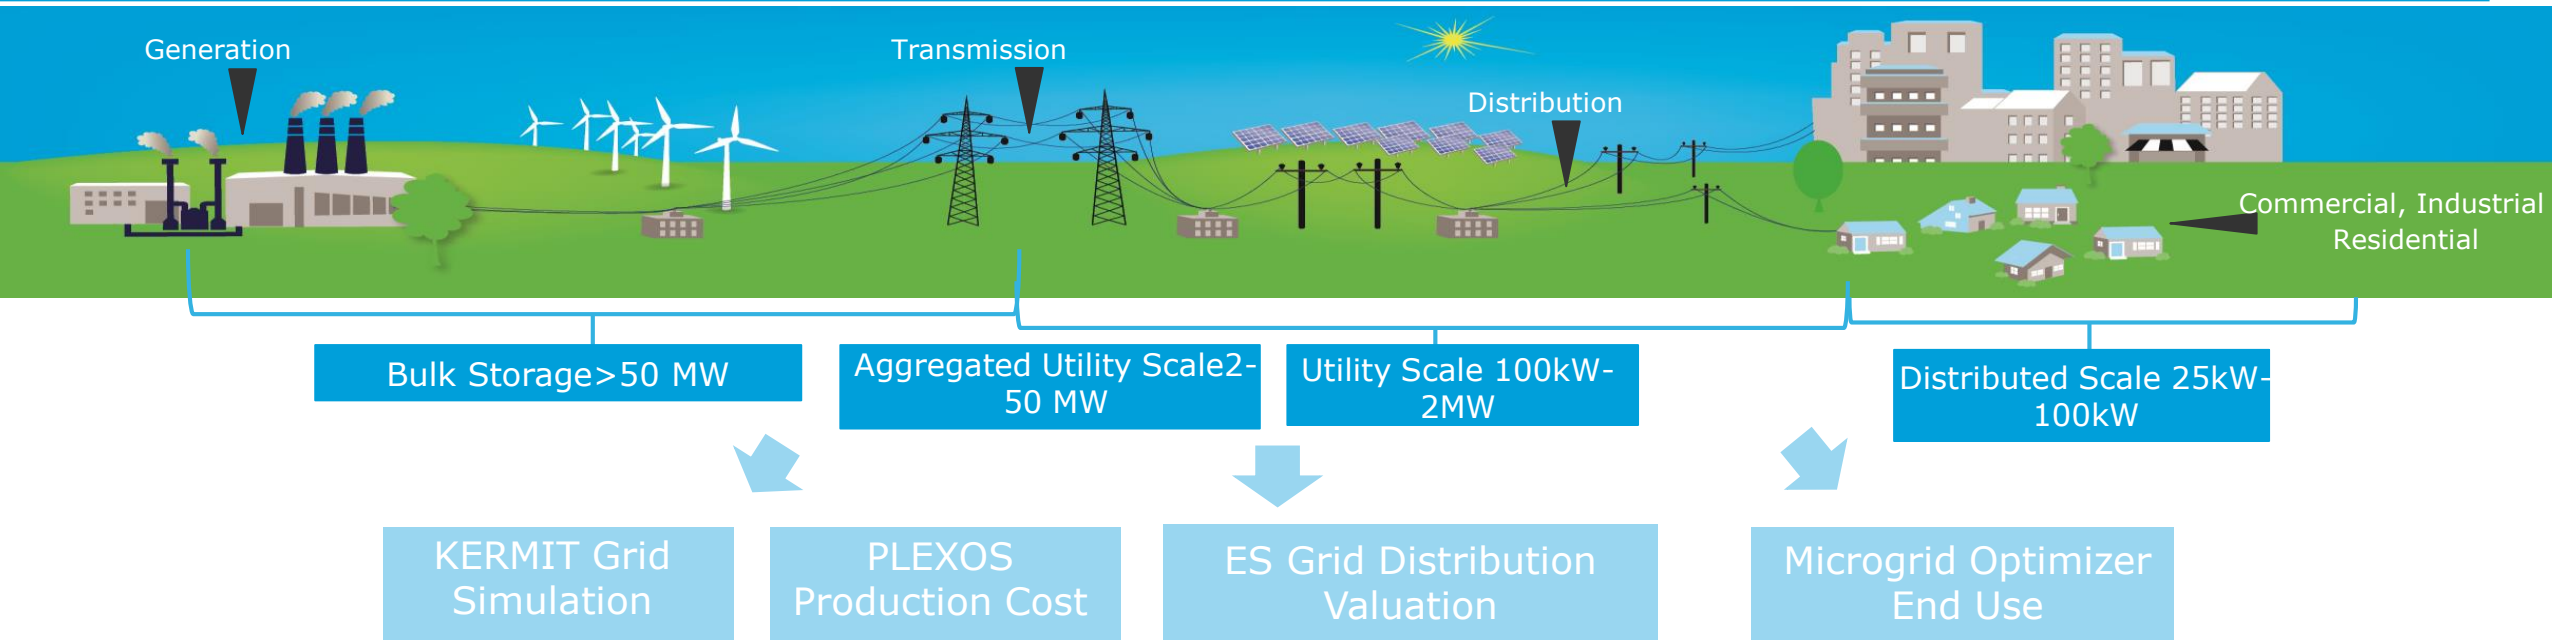 Generation
Transmission
Distribution
Commercial, Industrial
Residential
Bulk Storage>50 MW
Aggregated Utility Scale2-
50 MW
Utility Scale 100kW-
2MW
Distributed Scale 25kW-
100kW
KERMIT Grid
Simulation
PLEXOS
Production Cost
ES Grid Distribution
Valuation
Microgrid Optimizer
End Use